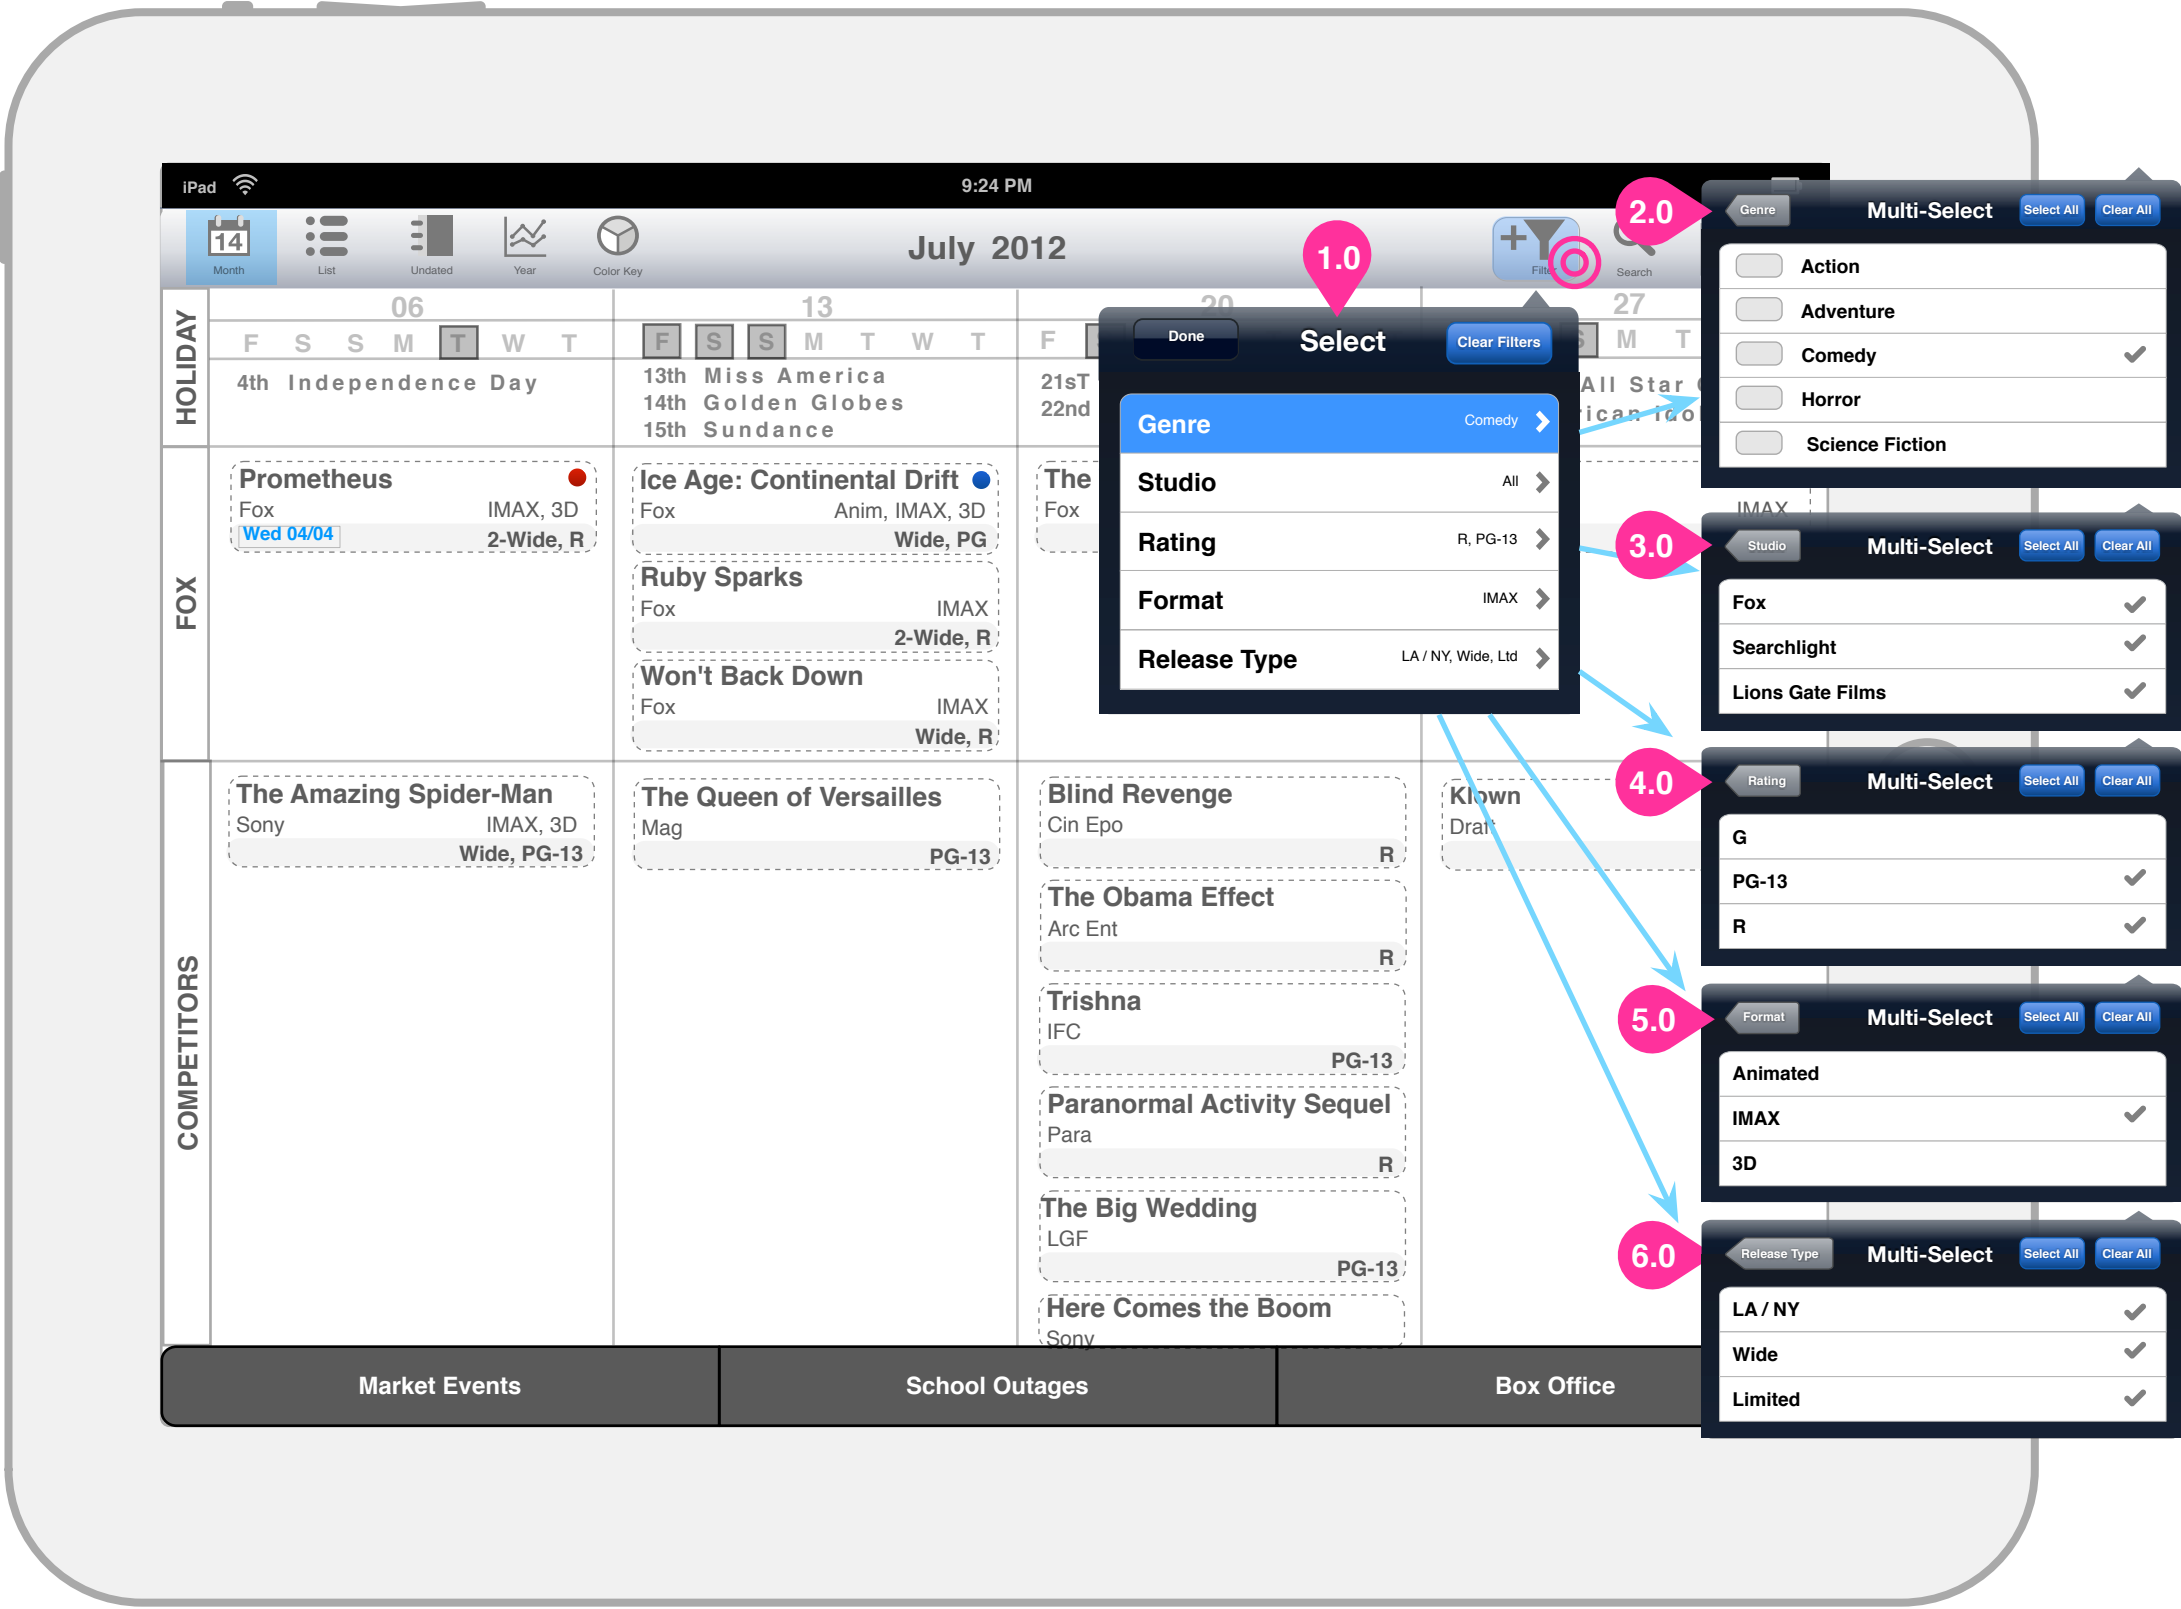 iPad
9:24 PM
14
Month
List
Undated
Year
Color Key
July 2012
Filter
Search
HOLIDAY
06
F S S M T W T
4th Independence Day
13
F S S M T W T
13th Miss America
14th Golden Globes
15th Sundance
20
F
21sT
22nd
27
S M T
All Star
rican Idol
FOX
Prometheus
Fox IMAX, 3D
Wed 04/04
2-Wide, R
Ice Age: Continental Drift
Fox Anim, IMAX, 3D
Wide, PG
Ruby Sparks
Fox IMAX
2-Wide, R
Won't Back Down
Fox IMAX
Wide, R
The
Fox
IMAX
COMPETITORS
The Amazing Spider-Man
Sony IMAX, 3D
Wide, PG-13
The Queen of Versailles
Mag
PG-13
Blind Revenge
Cin Epo
R
The Obama Effect
Arc Ent
R
Trishna
IFC
PG-13
Paranormal Activity Sequel
Para
R
The Big Wedding
LGF
PG-13
Here Comes the Boom
Sony
Klown
Draft
Market Events
School Outages
Box Office
1.0
Done
Select
Clear Filters
Genre Comedy
Studio All
Rating R, PG-13
Format IMAX
Release Type LA / NY, Wide, Ltd
2.0
Genre Multi-Select Select All Clear All
Action
Adventure
Comedy
Horror
Science Fiction
3.0
Studio Multi-Select Select All Clear All
Fox
Searchlight
Lions Gate Films
4.0
Rating Multi-Select Select All Clear All
G
PG-13
R
5.0
Format Multi-Select Select All Clear All
Animated
IMAX
3D
6.0
Release Type Multi-Select Select All Clear All
LA / NY
Wide
Limited